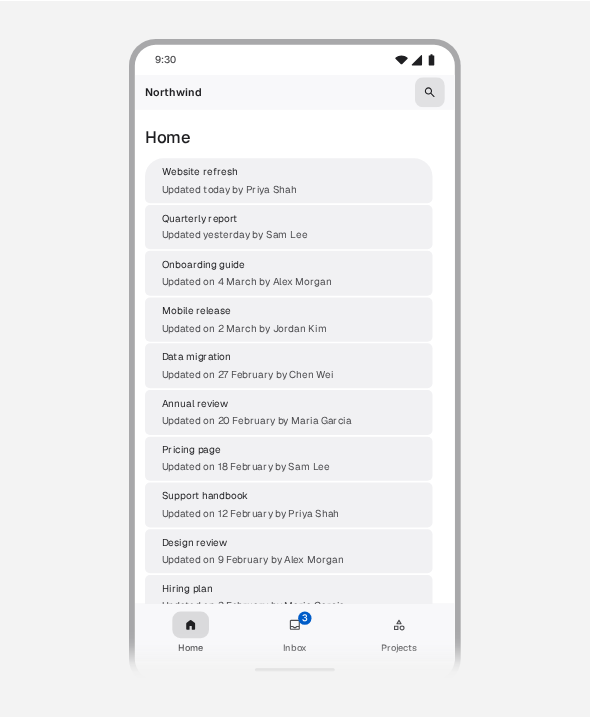 9:30
Northwind
Home
Website refresh
Updated today by Priya Shah
Quarterly report
Updated yesterday by Sam Lee
Onboarding guide
Updated on 4 March by Alex Morgan
Mobile release
Updated on 2 March by Jordan Kim
Data migration
Updated on 27 February by Chen Wei
Annual review
Updated on 20 February by Maria Garcia
Pricing page
Updated on 18 February by Sam Lee
Support handbook
Updated on 12 February by Priya Shah
Design review
Updated on 9 February by Alex Morgan
Hiring plan
3
Home
Inbox
Projects